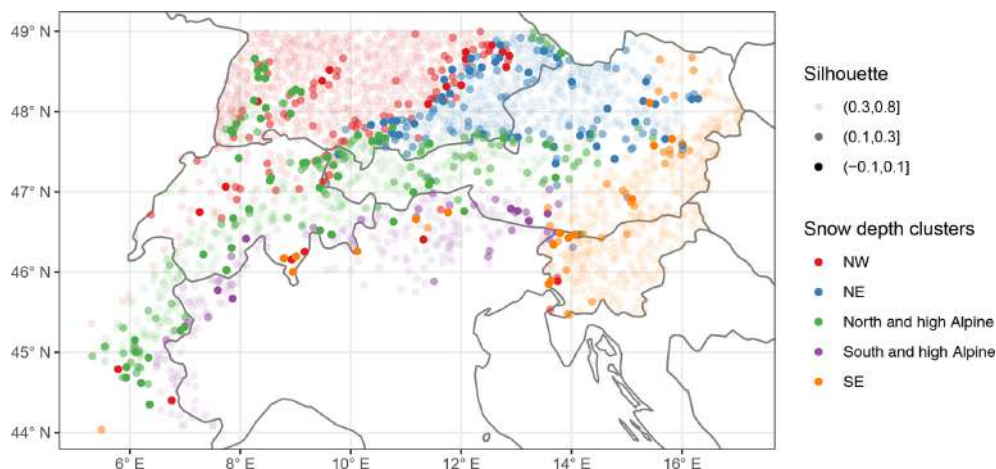 49° N
48° N
47° N
46° N
45° N
44° N
6° E
8° E
10° E
12° E
14° E
16° E
Silhouette
(0.3,0.8]
(0.1,0.3]
(−0.1,0.1]
Snow depth clusters
NW
NE
North and high Alpine
South and high Alpine
SE